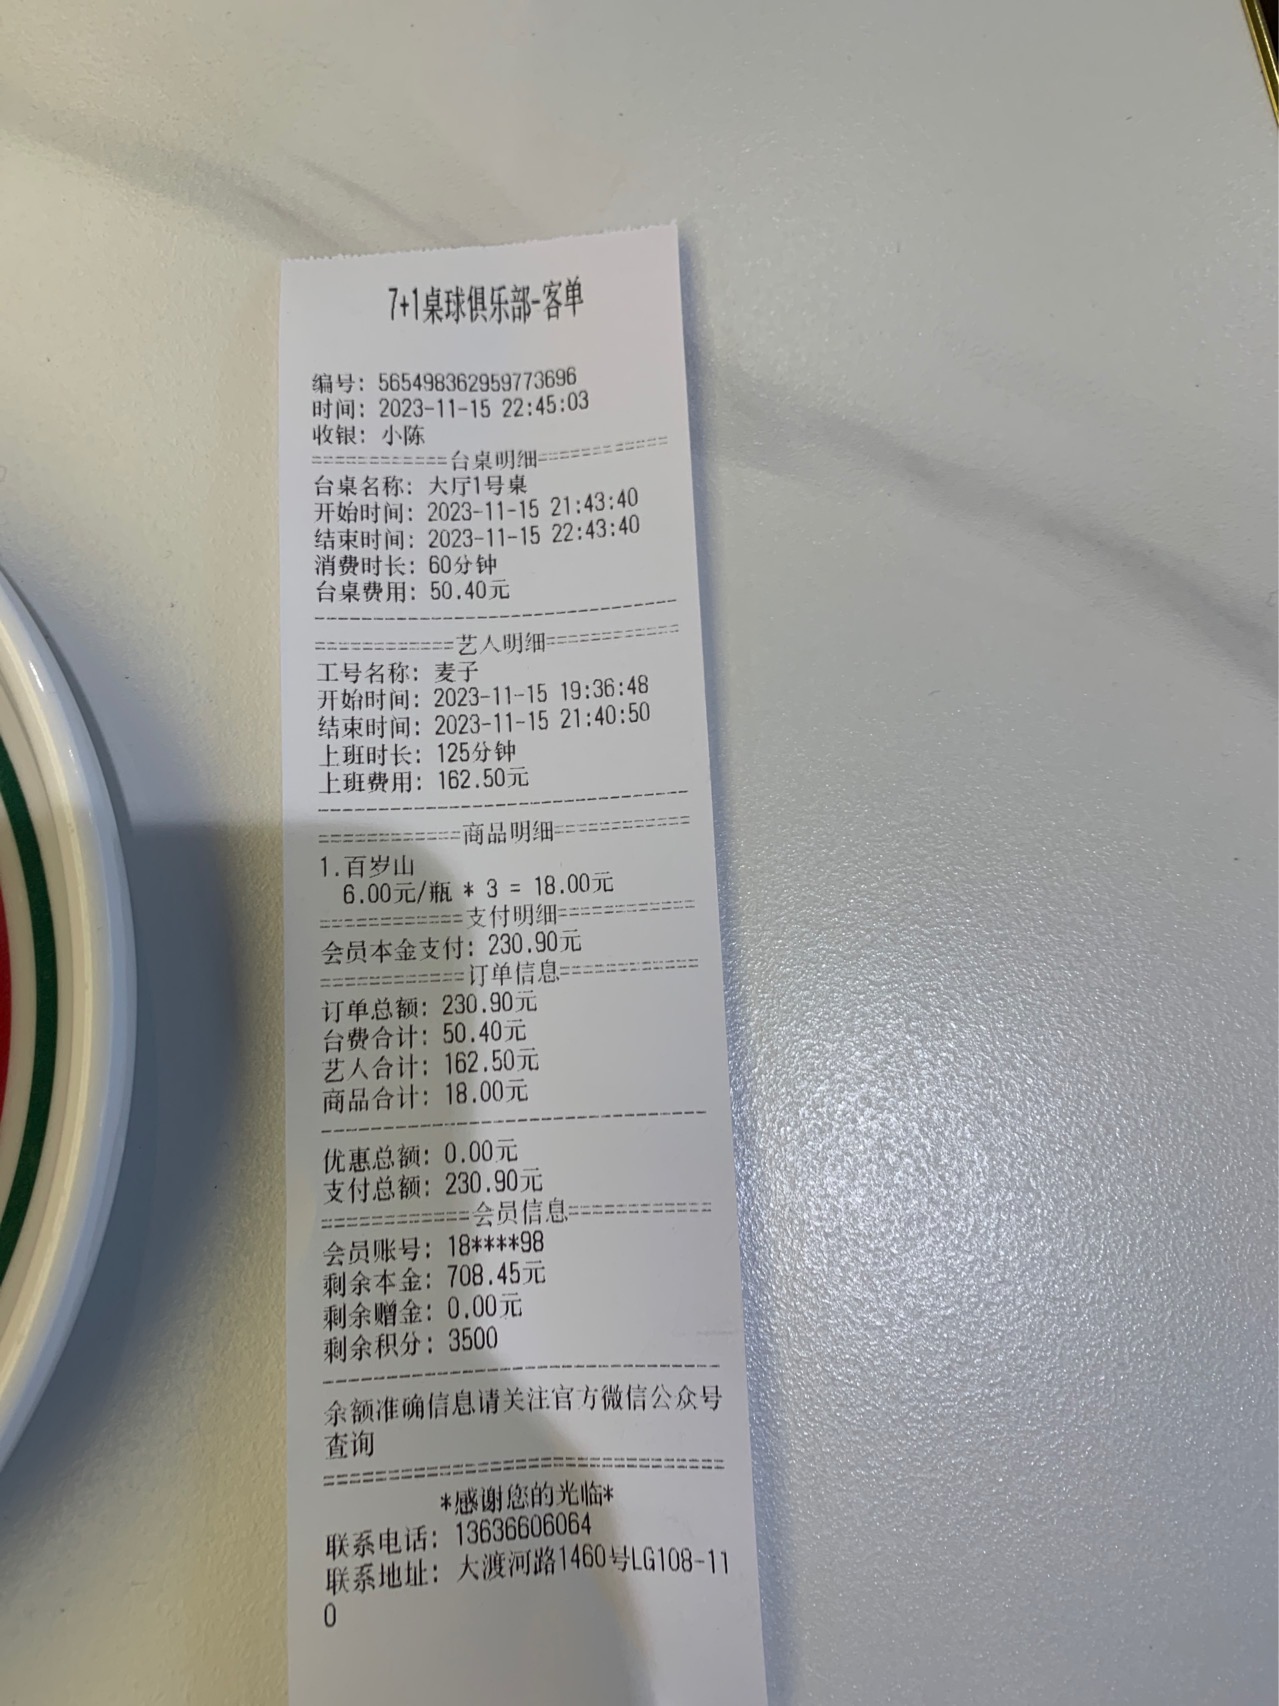 7+1桌球俱乐部-客单
编号: 565498362959773696
时间: 2023-11-15 22:45:03
收银: 小陈
============台桌明细============
台桌名称: 大厅1号桌
开始时间: 2023-11-15 21:43:40
结束时间: 2023-11-15 22:43:40
消费时长: 60分钟
台桌费用: 50.40元
--------------------------------
============艺人明细============
工号名称: 麦子
开始时间: 2023-11-15 19:36:48
结束时间: 2023-11-15 21:40:50
上班时长: 125分钟
上班费用: 162.50元
--------------------------------
============商品明细============
1.百岁山
6.00元/瓶 * 3 = 18.00元
============支付明细============
会员本金支付: 230.90元
============订单信息============
订单总额: 230.90元
台费合计: 50.40元
艺人合计: 162.50元
商品合计: 18.00元
--------------------------------
优惠总额: 0.00元
支付总额: 230.90元
============会员信息============
会员账号: 18****98
剩余本金: 708.45元
剩余赠金: 0.00元
剩余积分: 3500
--------------------------------
余额准确信息请关注官方微信公众号
查询
================================
*感谢您的光临*
联系电话: 13636606064
联系地址: 大渡河路1460号LG108-11
0